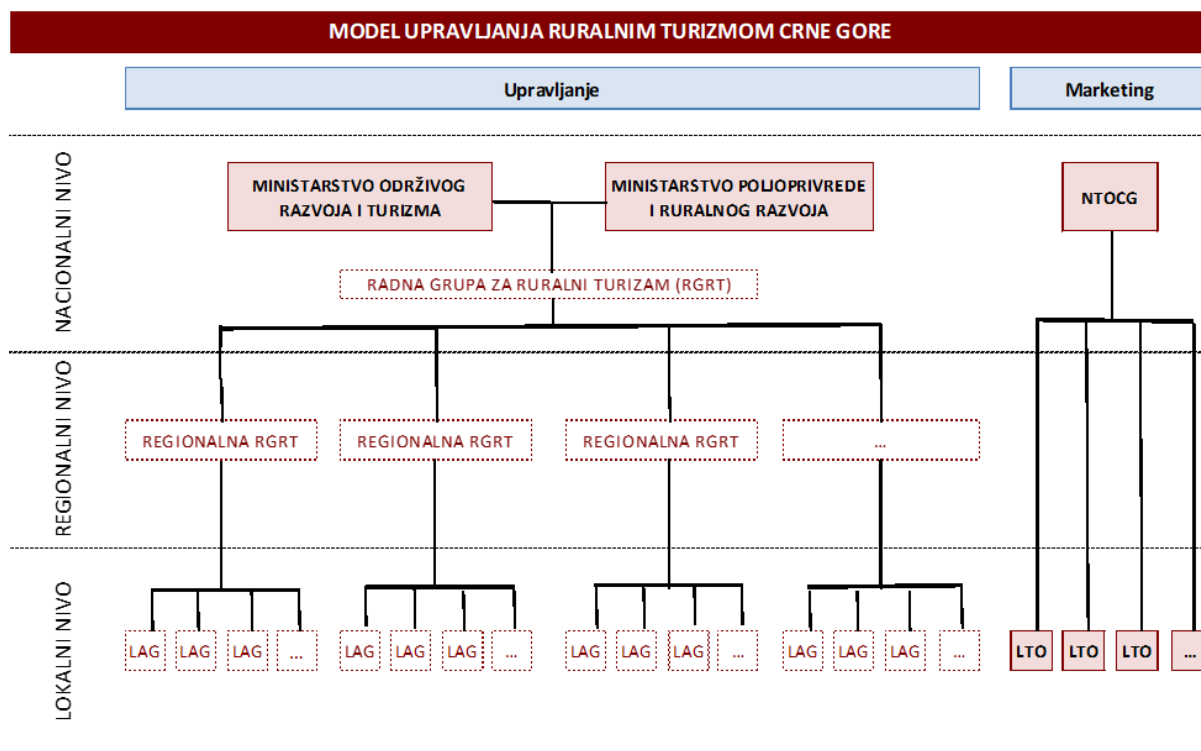 MODEL UPRAVLJANJA RURALNIM TURIZMOM CRNE GORE
Upravljanje
Marketing
NACIONALNI NIVO
MINISTARSTVO ODRŽIVOG
RAZVOJA I TURIZMA
MINISTARSTVO POLJOPRIVREDE
I RURALNOG RAZVOJA
NTOCG
RADNA GRUPA ZA RURALNI TURIZAM (RGRT)
REGIONALNI NIVO
REGIONALNA RGRT
REGIONALNA RGRT
REGIONALNA RGRT
...
LOKALNI NIVO
LAG
LAG
LAG
...
LAG
LAG
LAG
...
LAG
LAG
LAG
...
LAG
LAG
LAG
...
LTO
LTO
LTO
...